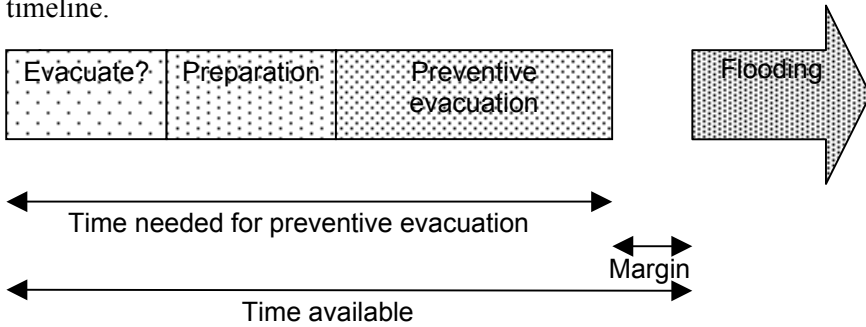 timeline.
Evacuate? Preparation Preventive evacuation Flooding
Time needed for preventive evacuation
Margin
Time available